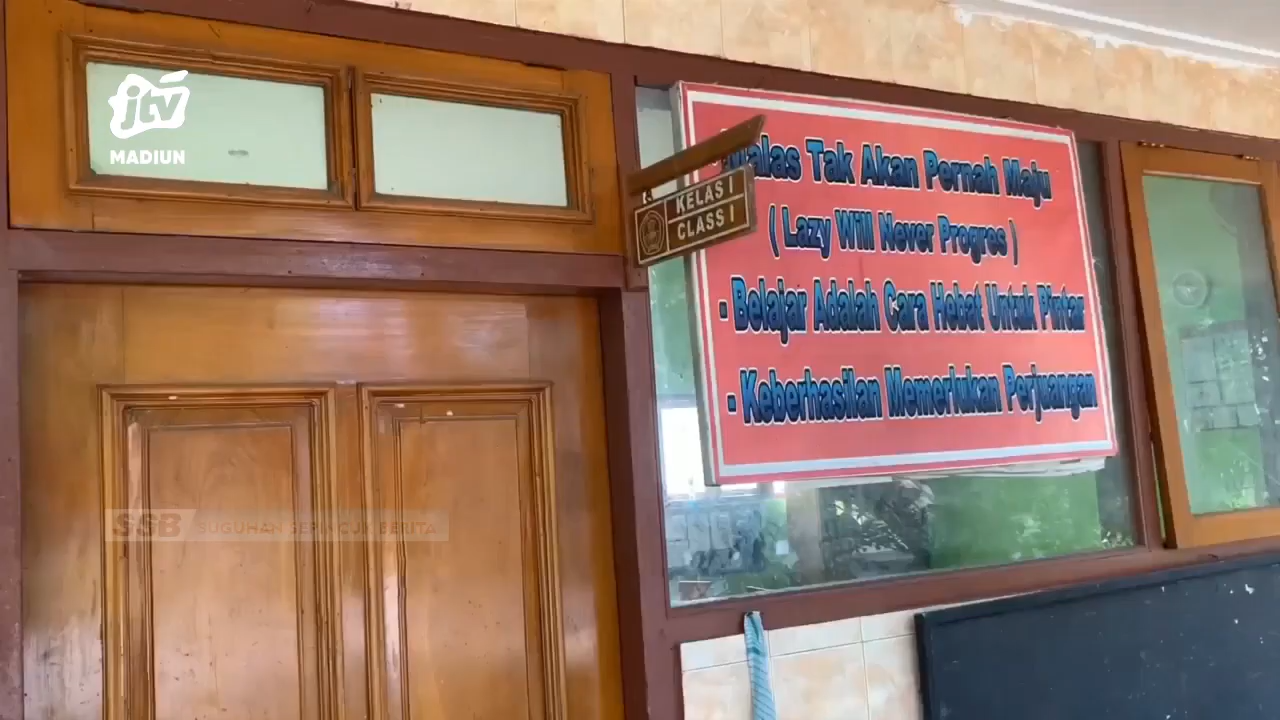 jtv
MADIUN
KELAS I
CLASS I
Malas Tak Akan Pernah Maju
( Lazy Will Never Progres )
- Belajar Adalah Cara Hebat Untuk Pintar
- Keberhasilan Memerlukan Perjuangan
SSB SUGUHAN SEPINCUK BERITA